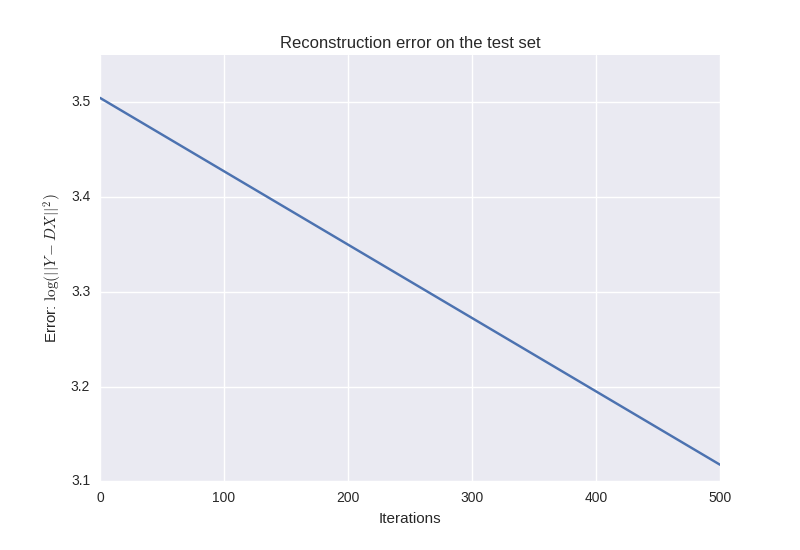 Reconstruction error on the test set
Error: log(||Y − DX||²)
3.5
3.4
3.3
3.2
3.1
0 100 200 300 400 500
Iterations